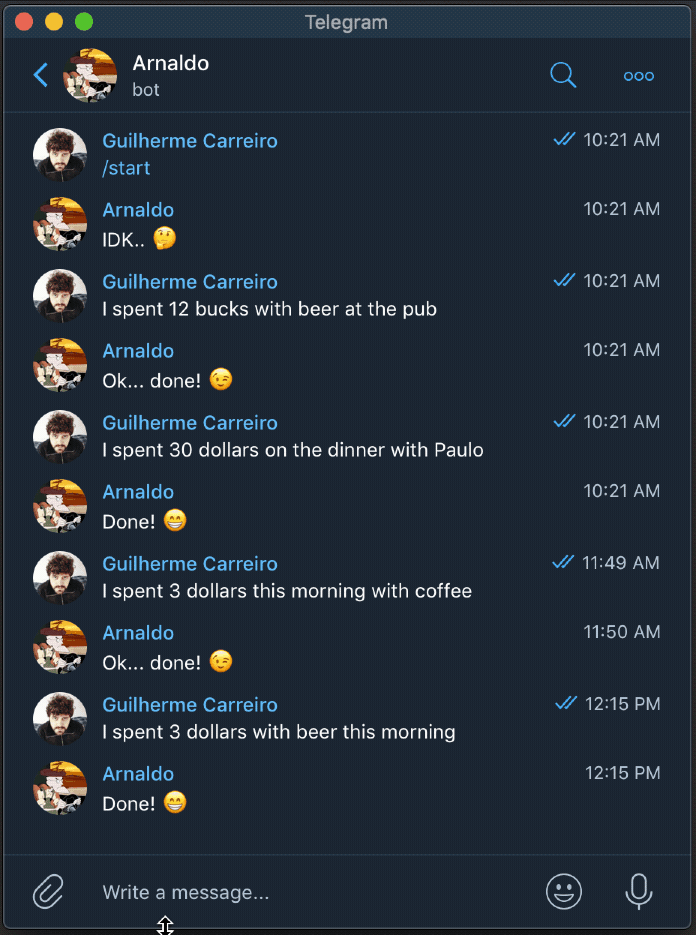 Telegram
Arnaldo
bot
Guilherme Carreiro 10:21 AM
/start
Arnaldo 10:21 AM
IDK.. 🤔
Guilherme Carreiro 10:21 AM
I spent 12 bucks with beer at the pub
Arnaldo 10:21 AM
Ok... done! 😉
Guilherme Carreiro 10:21 AM
I spent 30 dollars on the dinner with Paulo
Arnaldo 10:21 AM
Done! 😁
Guilherme Carreiro 11:49 AM
I spent 3 dollars this morning with coffee
Arnaldo 11:50 AM
Ok... done! 😉
Guilherme Carreiro 12:15 PM
I spent 3 dollars with beer this morning
Arnaldo 12:15 PM
Done! 😁
Write a message...